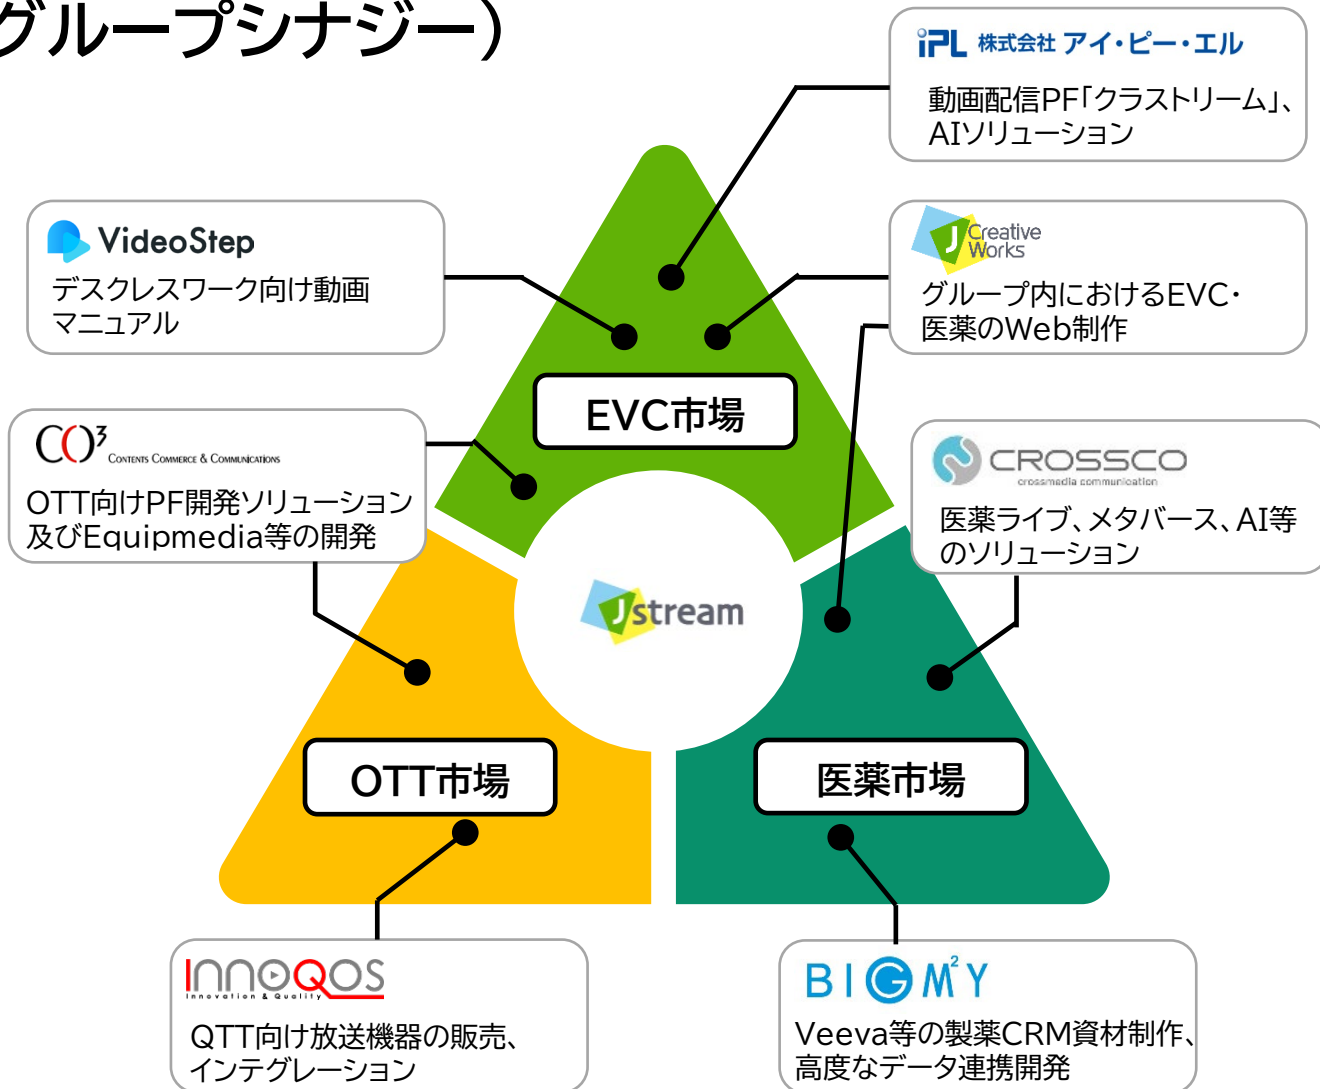 グループシナジー）
iPL 株式会社 アイ・ピー・エル
動画配信PF「クラストリーム」、
AIソリューション
VideoStep
デスクレスワーク向け動画
マニュアル
J Creative
Works
グループ内におけるEVC・
医薬のWeb制作
EVC市場
CO3 CONTENTS COMMERCE & COMMUNICATIONS
OTT向けPF開発ソリューション
及びEquipmedia等の開発
CROSSCO
crossmedia communication
医薬ライブ、メタバース、AI等
のソリューション
Jstream
OTT市場
医薬市場
INNOQOS
Innovation & Quality
QTT向け放送機器の販売、
インテグレーション
BIGM2Y
Veeva等の製薬CRM資材制作、
高度なデータ連携開発